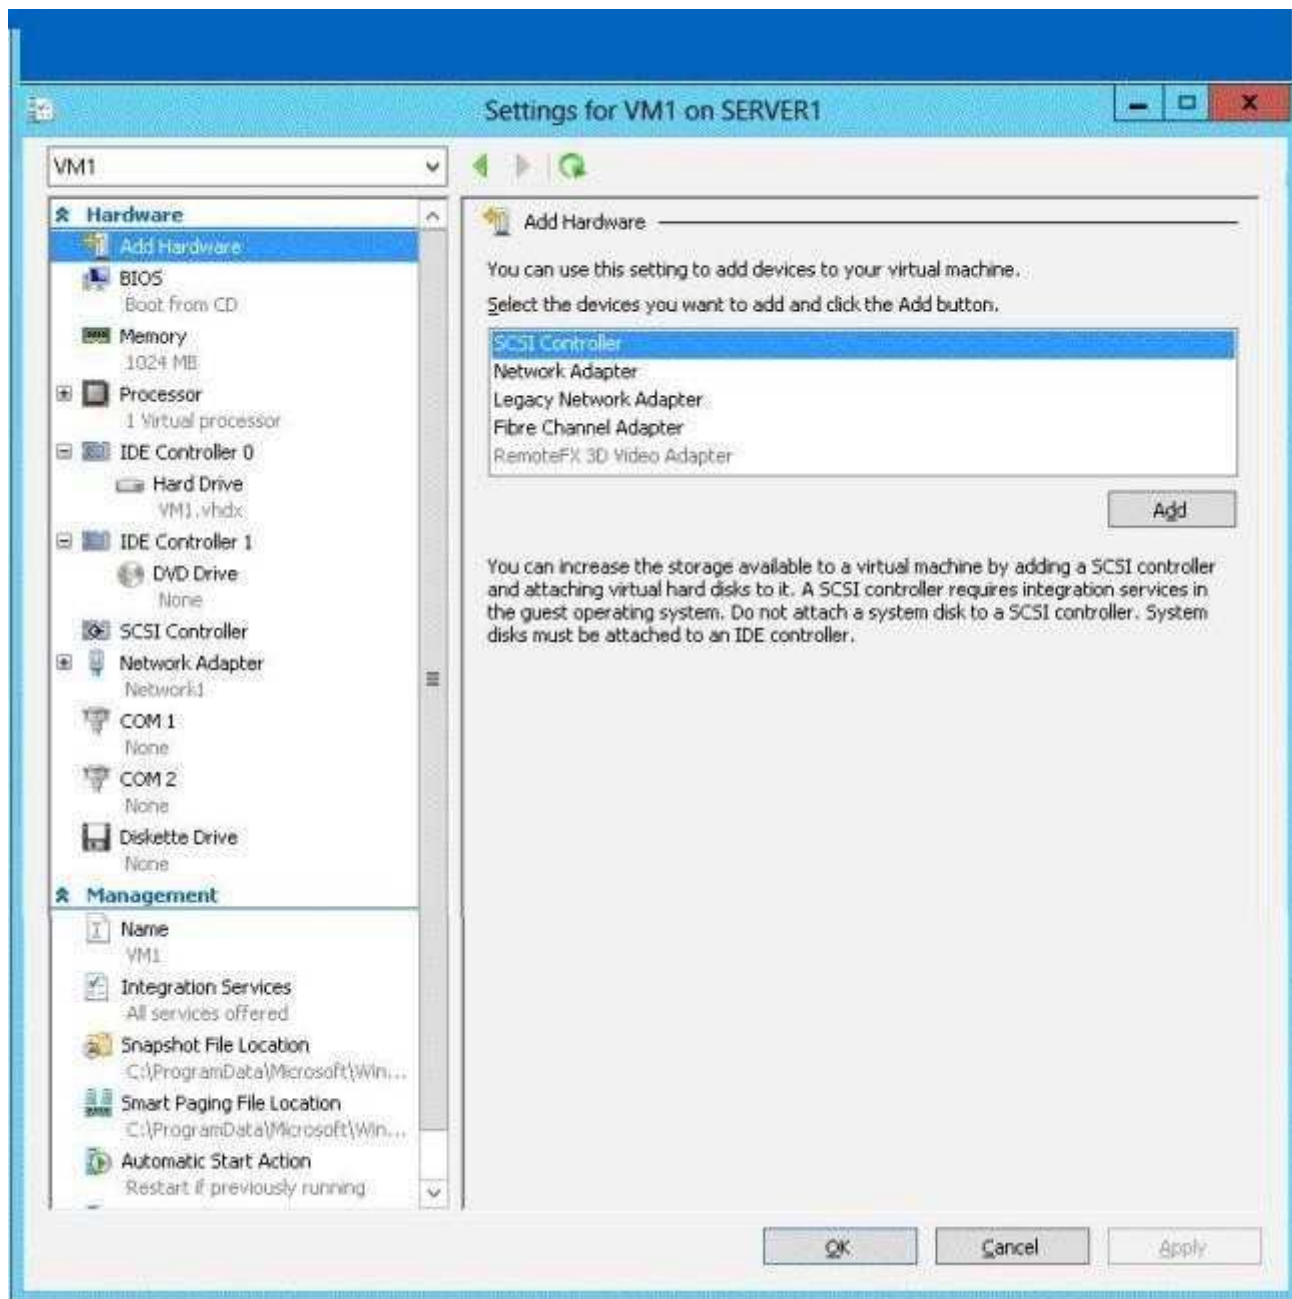 Settings for VM1 on SERVER1
VM1
Hardware
Add Hardware
BIOS
Boot from CD
Memory
1024 MB
Processor
1 Virtual processor
IDE Controller 0
Hard Drive
VM1.vhdx
IDE Controller 1
DVD Drive
None
SCSI Controller
Network Adapter
Network1
COM 1
None
COM 2
None
Diskette Drive
None
Management
Name
VM1
Integration Services
All services offered
Snapshot File Location
C:\ProgramData\Microsoft\Win...
Smart Paging File Location
C:\ProgramData\Microsoft\Win...
Automatic Start Action
Restart if previously running
Add Hardware
You can use this setting to add devices to your virtual machine.
Select the devices you want to add and click the Add button.
SCSI Controller
Network Adapter
Legacy Network Adapter
Fibre Channel Adapter
RemoteFX 3D Video Adapter
Add
You can increase the storage available to a virtual machine by adding a SCSI controller
and attaching virtual hard disks to it. A SCSI controller requires integration services in
the guest operating system. Do not attach a system disk to a SCSI controller. System
disks must be attached to an IDE controller.
OK
Cancel
Apply